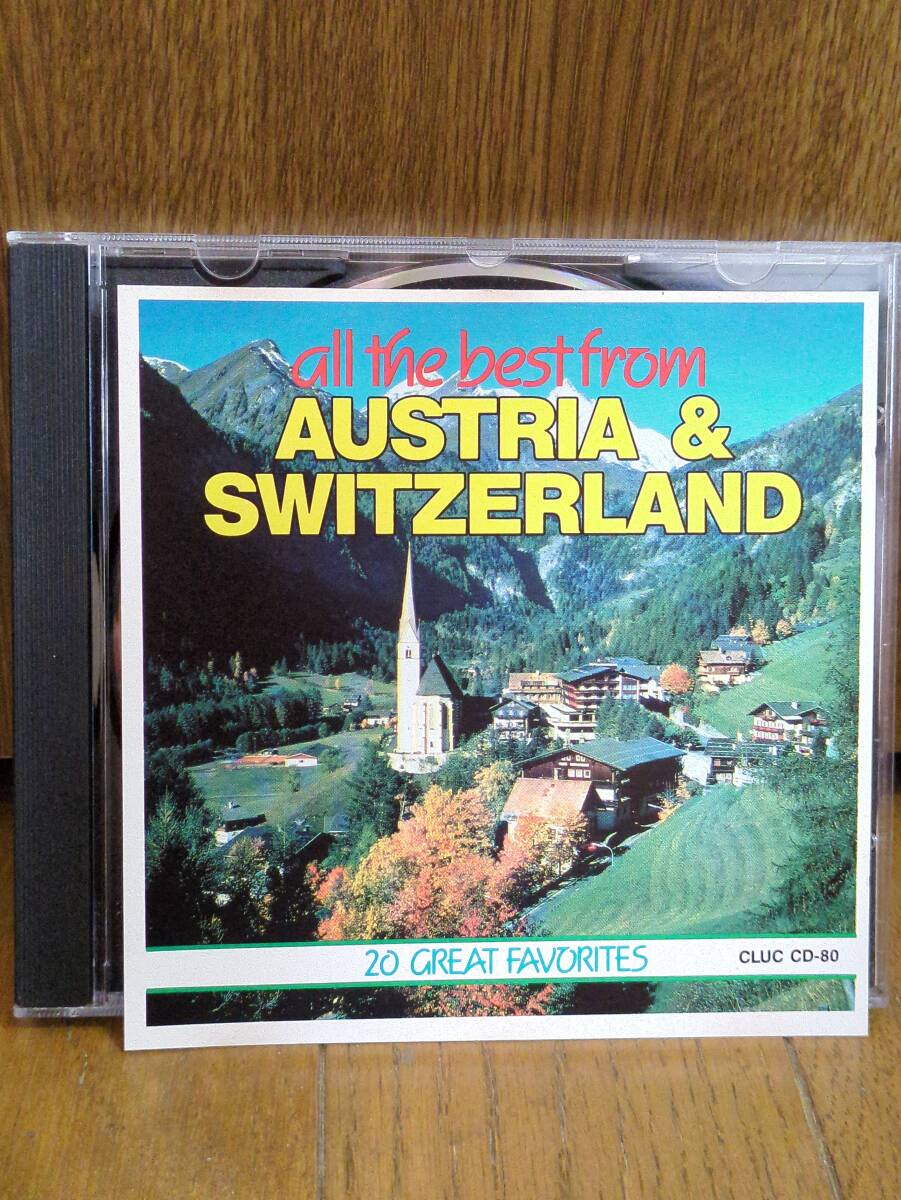 all the best from
AUSTRIA &
SWITZERLAND
20 GREAT FAVORITES
CLUC CD-80